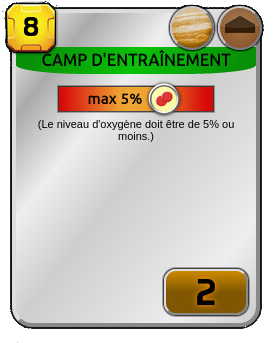 8
CAMP D'ENTRAÎNEMENT
max 5%
(Le niveau d'oxygène doit être de 5% ou
moins.)
2